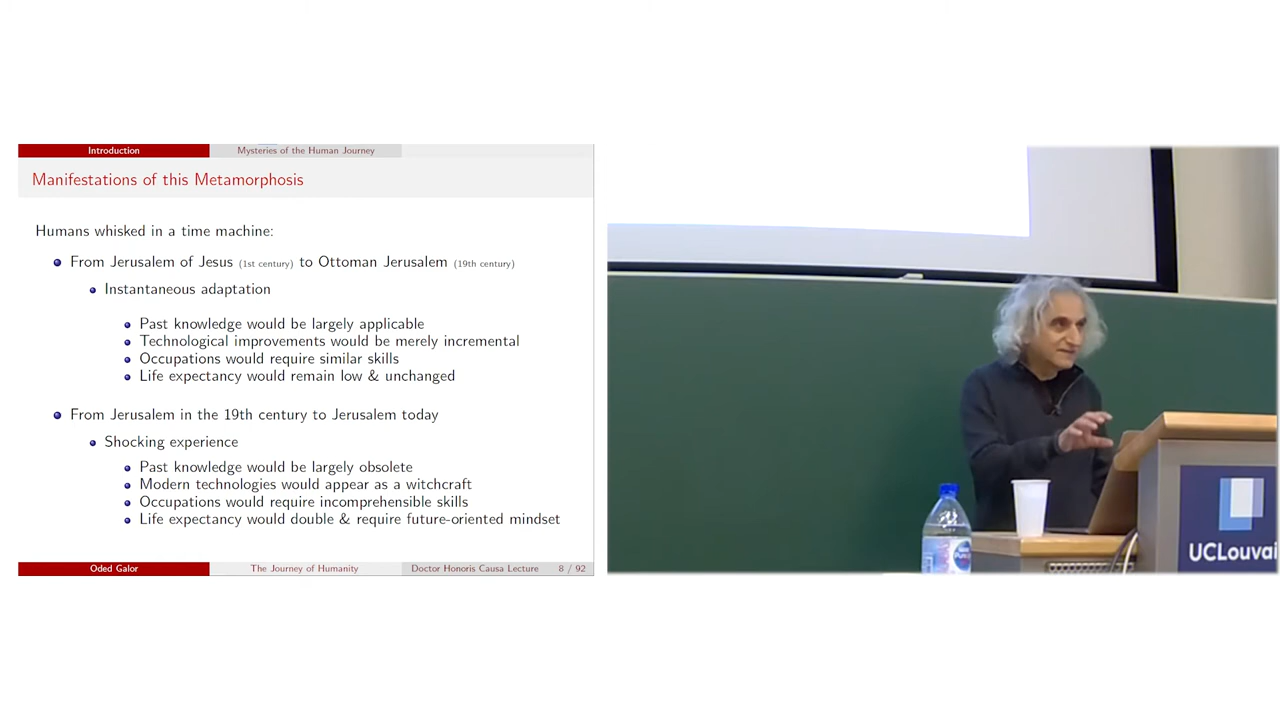 Introduction
Mysteries of the Human Journey
Manifestations of this Metamorphosis
Humans whisked in a time machine:
From Jerusalem of Jesus (1st century) to Ottoman Jerusalem (19th century)
Instantaneous adaptation
Past knowledge would be largely applicable
Technological improvements would be merely incremental
Occupations would require similar skills
Life expectancy would remain low & unchanged
From Jerusalem in the 19th century to Jerusalem today
Shocking experience
Past knowledge would be largely obsolete
Modern technologies would appear as a witchcraft
Occupations would require incomprehensible skills
Life expectancy would double & require future-oriented mindset
Oded Galor
The Journey of Humanity
Doctor Honoris Causa Lecture
8 / 92
UCLouvai